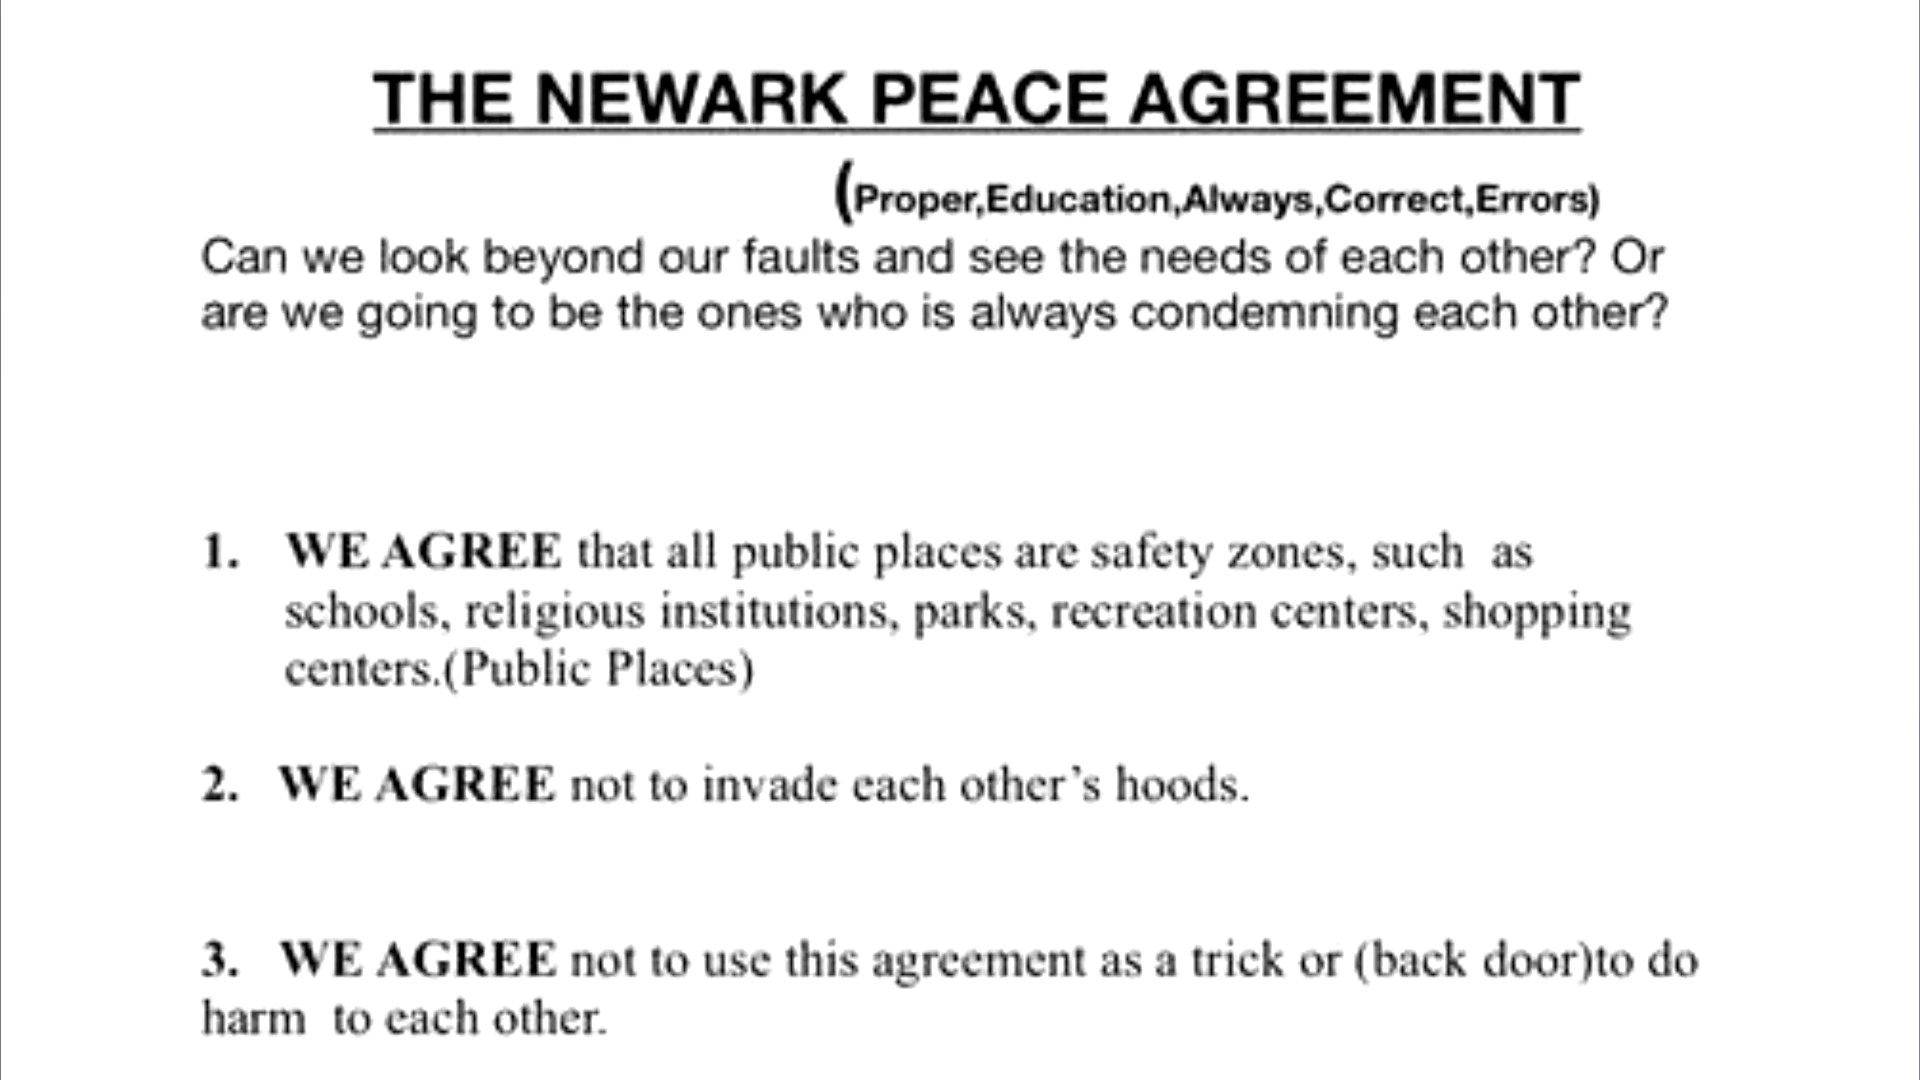 THE NEWARK PEACE AGREEMENT
(Proper,Education,Always,Correct,Errors)
Can we look beyond our faults and see the needs of each other? Or
are we going to be the ones who is always condemning each other?
1. WE AGREE that all public places are safety zones, such  as
schools, religious institutions, parks, recreation centers, shopping
centers.(Public Places)
2. WE AGREE not to invade each other’s hoods.
3. WE AGREE not to use this agreement as a trick or (back door)to do
harm  to each other.